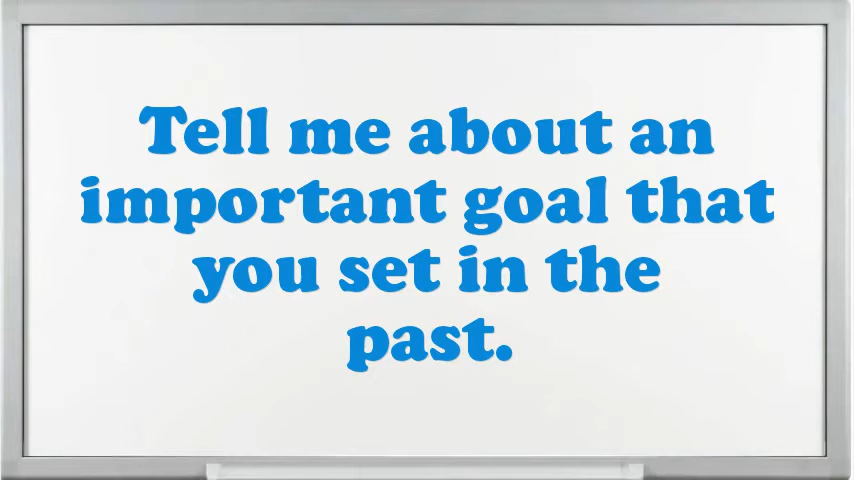 Tell me about an
important goal that
you set in the
past.